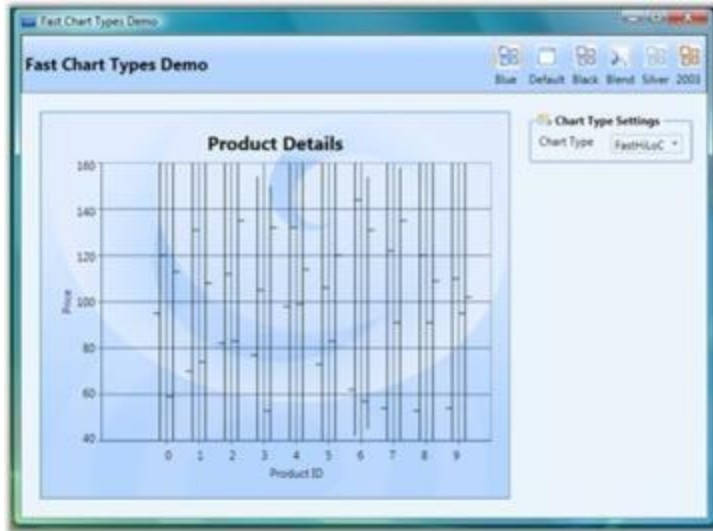 Fast Chart Types Demo
Fast Chart Types Demo
Blue Default Black Blend Silver 2003
Chart Type Settings
Chart Type FastHiLoC
Product Details
160
140
120
100
80
60
40
Price
0 1 2 3 4 5 6 7 8 9
Product ID